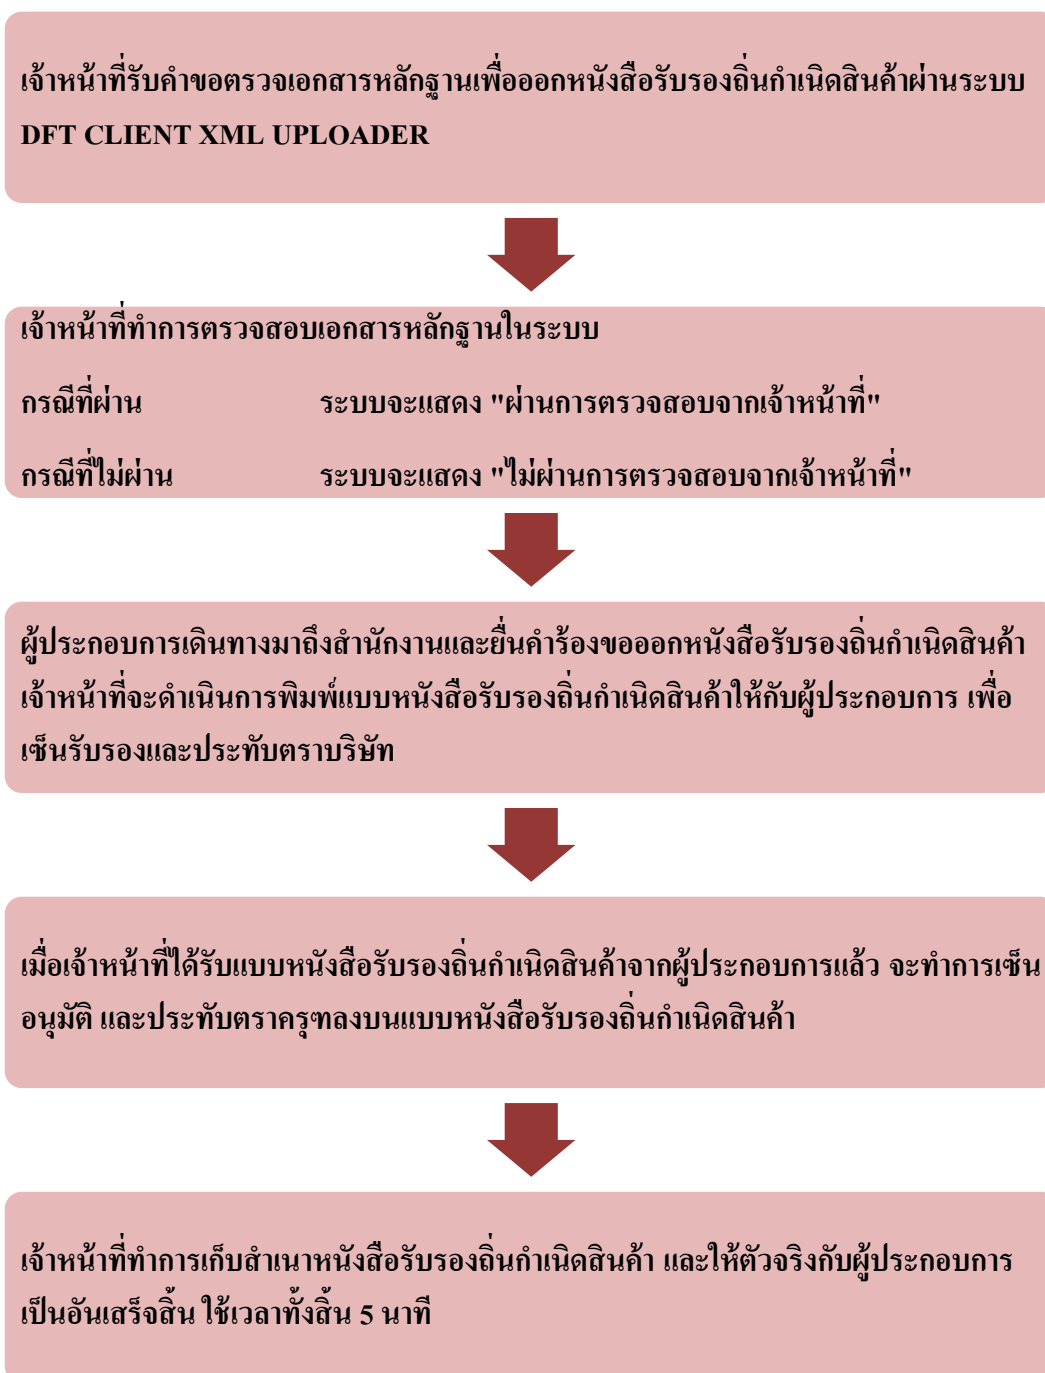 เจ้าหน้าที่รับคำขอตรวจเอกสารหลักฐานเพื่อออกหนังสือรับรองถิ่นกำเนิดสินค้าผ่านระบบ
DFT CLIENT XML UPLOADER
เจ้าหน้าที่ทำการตรวจสอบเอกสารหลักฐานในระบบ
กรณีที่ผ่าน ระบบจะแสดง "ผ่านการตรวจสอบจากเจ้าหน้าที่"
กรณีที่ไม่ผ่าน ระบบจะแสดง "ไม่ผ่านการตรวจสอบจากเจ้าหน้าที่"
ผู้ประกอบการเดินทางมาถึงสำนักงานและยื่นคำร้องขอออกหนังสือรับรองถิ่นกำเนิดสินค้า
เจ้าหน้าที่จะดำเนินการพิมพ์แบบหนังสือรับรองถิ่นกำเนิดสินค้าให้กับผู้ประกอบการ เพื่อ
เซ็นรับรองและประทับตราบริษัท
เมื่อเจ้าหน้าที่ได้รับแบบหนังสือรับรองถิ่นกำเนิดสินค้าจากผู้ประกอบการแล้ว จะทำการเซ็น
อนุมัติ และประทับตราครุฑลงบนแบบหนังสือรับรองถิ่นกำเนิดสินค้า
เจ้าหน้าที่ทำการเก็บสำเนาหนังสือรับรองถิ่นกำเนิดสินค้า และให้ตัวจริงกับผู้ประกอบการ
เป็นอันเสร็จสิ้น ใช้เวลาทั้งสิ้น 5 นาที